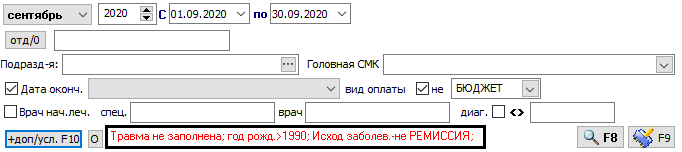 сентябрь 2020 С 01.09.2020 по 30.09.2020
отд/0
Подразд-я: ... Головная СМК
Дата оконч. вид оплаты не БЮДЖЕТ
Врач нач.леч. спец. врач диаг. <>
+доп/усл. F10 О Травма не заполнена; год рожд.>1990; Исход заболев.-не РЕМИССИЯ; F8 F9